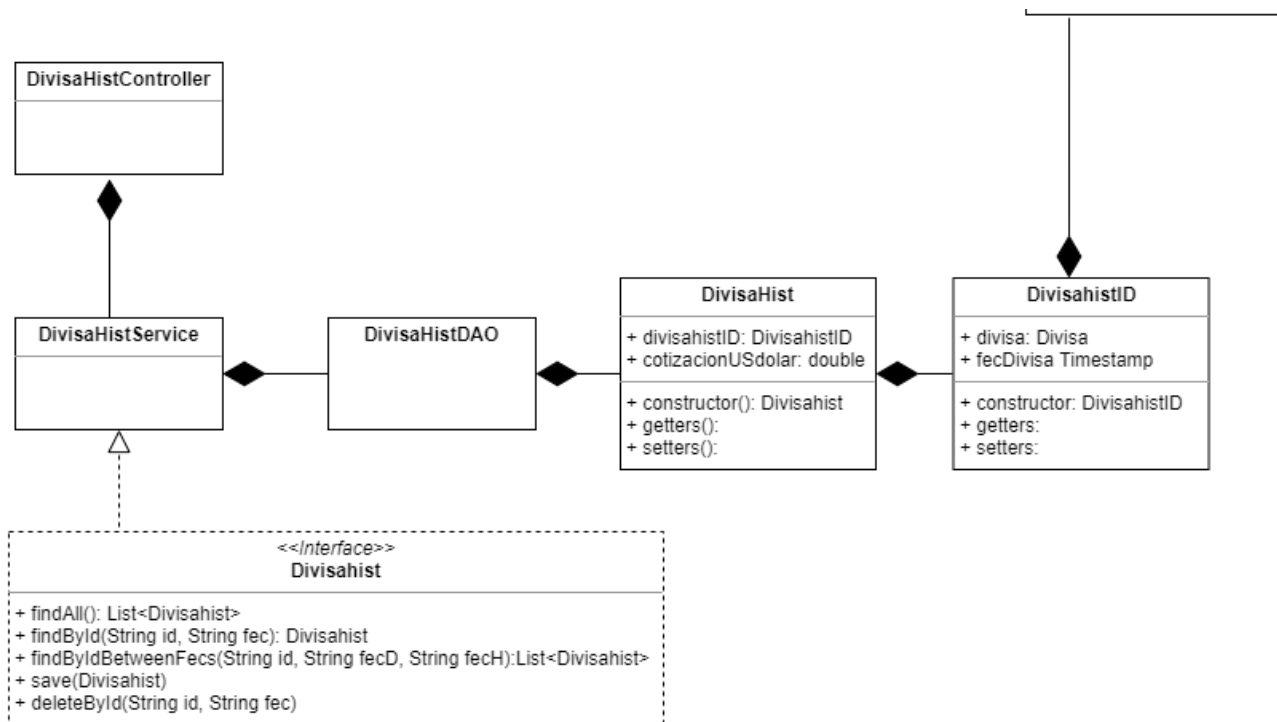 DivisaHistController
DivisaHistService
DivisaHistDAO
DivisaHist
+ divisahistID: DivisahistID
+ cotizacionUSdolar: double
+ constructor(): Divisahist
+ getters():
+ setters():
DivisahistID
+ divisa: Divisa
+ fecDivisa Timestamp
+ constructor: DivisahistID
+ getters:
+ setters:
<<Interface>>
Divisahist
+ findAll(): List<Divisahist>
+ findById(String id, String fec): Divisahist
+ findByIdBetweenFecs(String id, String fecD, String fecH):List<Divisahist>
+ save(Divisahist)
+ deleteById(String id, String fec)